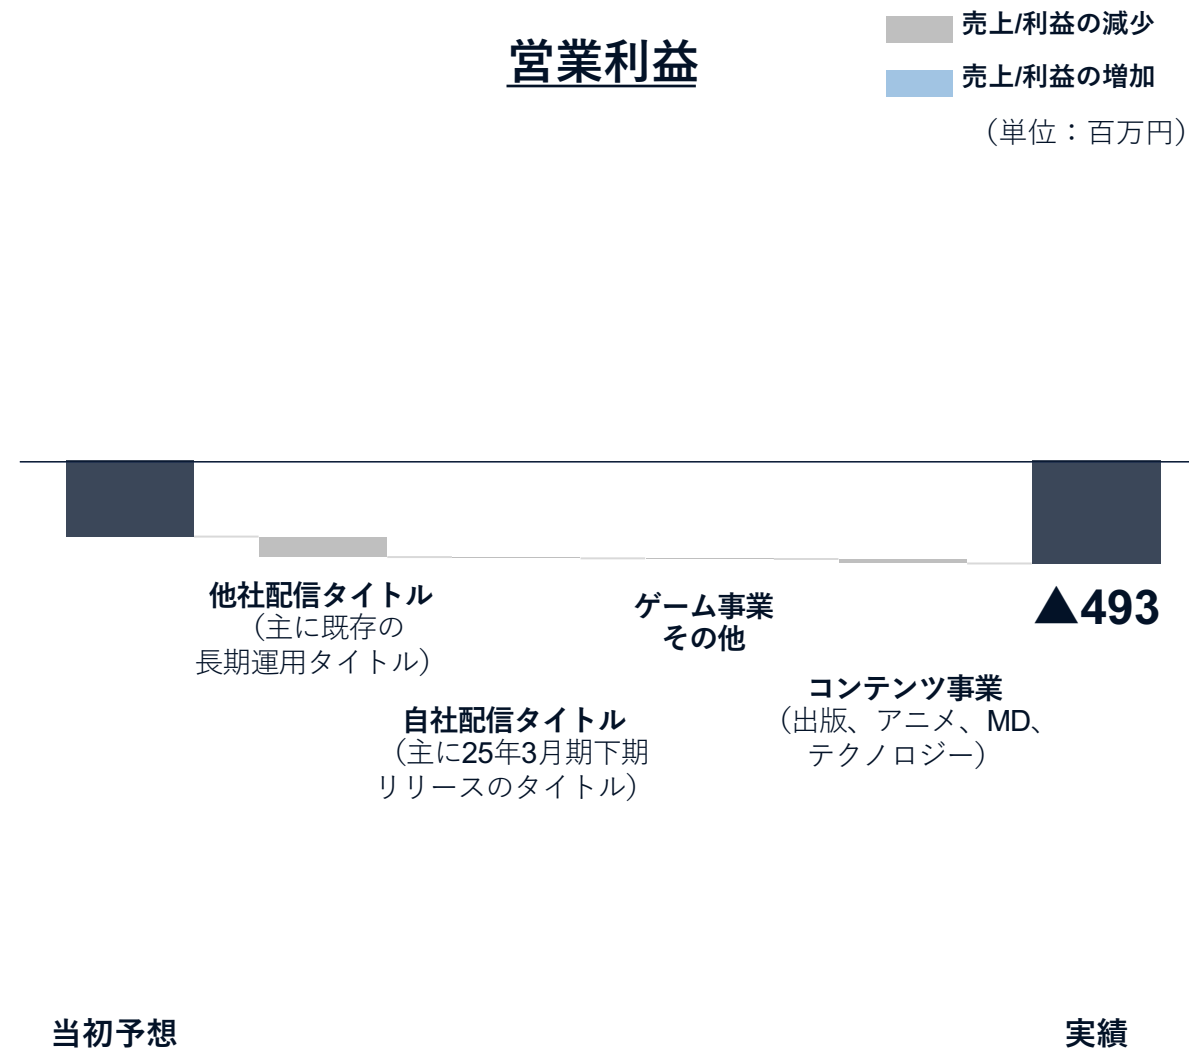 営業利益
売上/利益の減少
売上/利益の増加
（単位：百万円）
他社配信タイトル
（主に既存の
長期運用タイトル）
自社配信タイトル
（主に25年3月期下期
リリースのタイトル）
ゲーム事業
その他
コンテンツ事業
（出版、アニメ、MD、
テクノロジー）
▲493
当初予想
実績